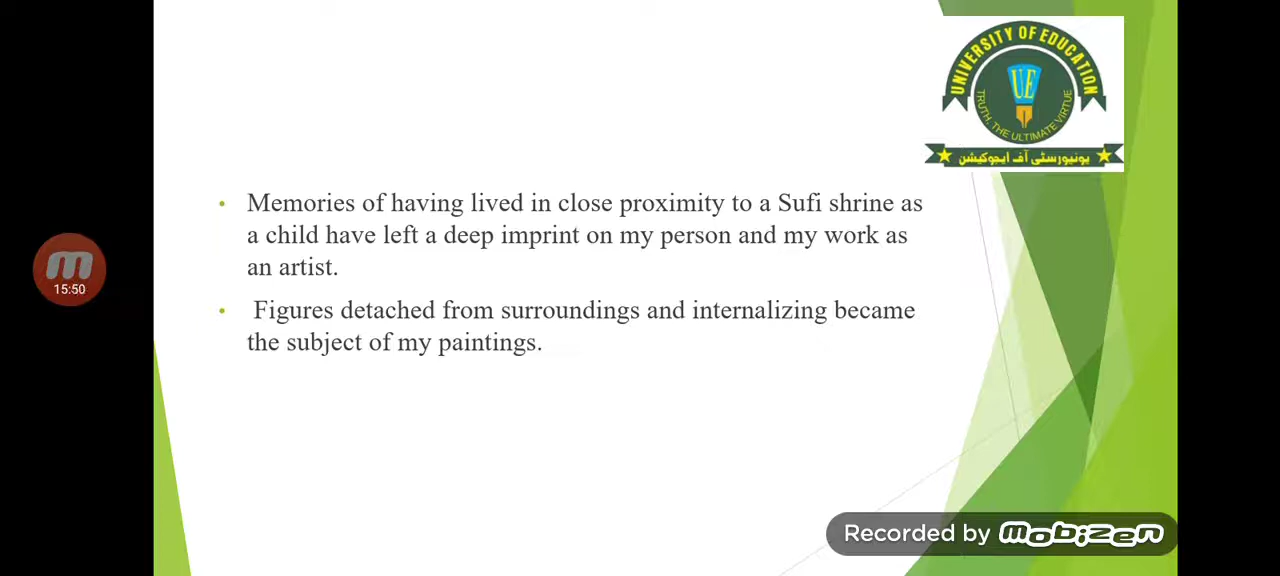 UNIVERSITY OF EDUCATION
UE
TRUTH, THE ULTIMATE VIRTUE
یونیورسٹی آف ایجوکیشن
• Memories of having lived in close proximity to a Sufi shrine as
a child have left a deep imprint on my person and my work as
an artist.
• Figures detached from surroundings and internalizing became
the subject of my paintings.
m
15:50
Recorded by mobizen